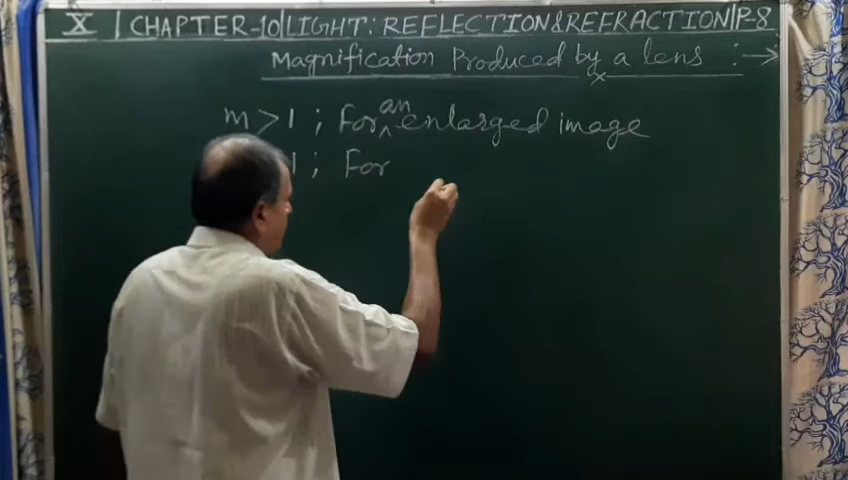 X | CHAPTER-10 | LIGHT: REFLECTION & REFRACTION | P-8
Magnification Produced by a lens :→
m > 1 ; For an enlarged image
1 ; For